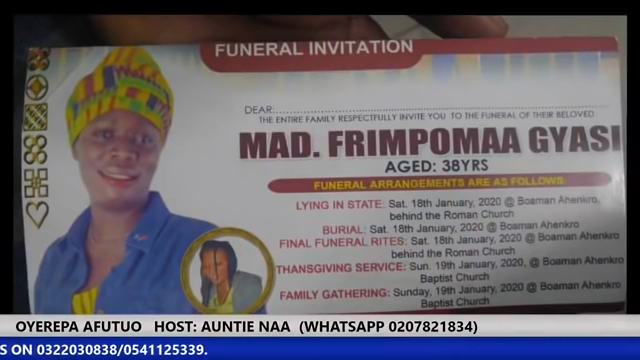 FUNERAL INVITATION
DEAR:
THE ENTIRE FAMILY RESPECTFULLY INVITE YOU TO THE FUNERAL OF THEIR BELOVED
MAD. FRIMPOMAA GYASI
AGED: 38YRS
FUNERAL ARRANGEMENTS ARE AS FOLLOWS:
LYING IN STATE: Sat. 18th January, 2020 @ Boaman Ahenkro,
behind the Roman Church
BURIAL: Sat. 18th January, 2020 @ Boaman Ahenkro
FINAL FUNERAL RITES: Sat. 18th January, 2020 @ Boaman Ahenkro
behind the Roman Church
THANSGIVING SERVICE: Sun. 19th January, 2020, @ Boaman Ahenkro
Baptist Church
FAMILY GATHERING: Sunday, 19th January, 2020 @ Boaman Ahenkro
Baptist Church
OYEREPA AFUTUO HOST: AUNTIE NAA (WHATSAPP 0207821834)
S ON 0322030838/0541125339.